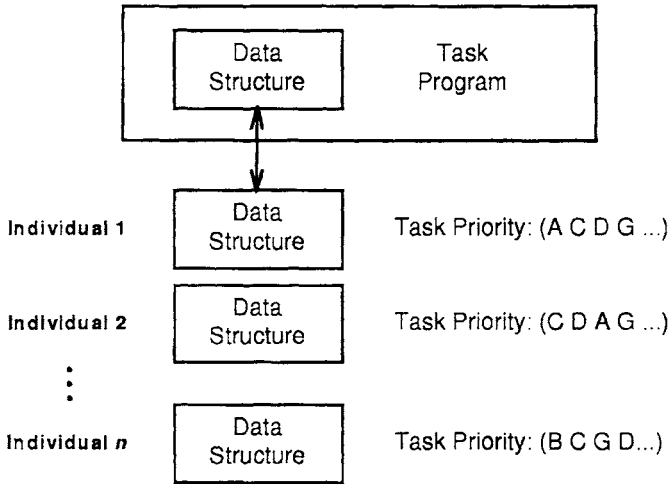 Data Structure
Task Program
Individual 1
Data Structure
Task Priority: (A C D G ...)
Individual 2
Data Structure
Task Priority: (C D A G ...)
Individual n
Data Structure
Task Priority: (B C G D...)